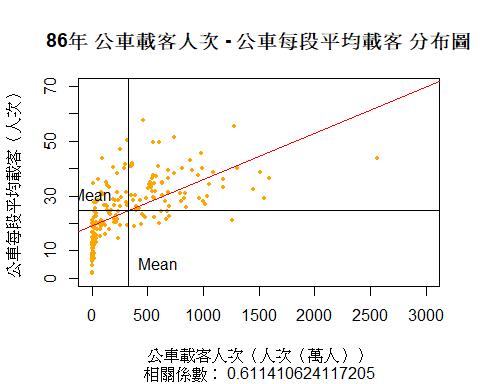 86年 公車載客人次 - 公車每段平均載客 分布圖
公車每段平均載客（人次）
70
50
30
10
0
Mean
Mean
0 500 1000 1500 2000 2500 3000
公車載客人次（人次（萬人））
相關係數： 0.611410624117205